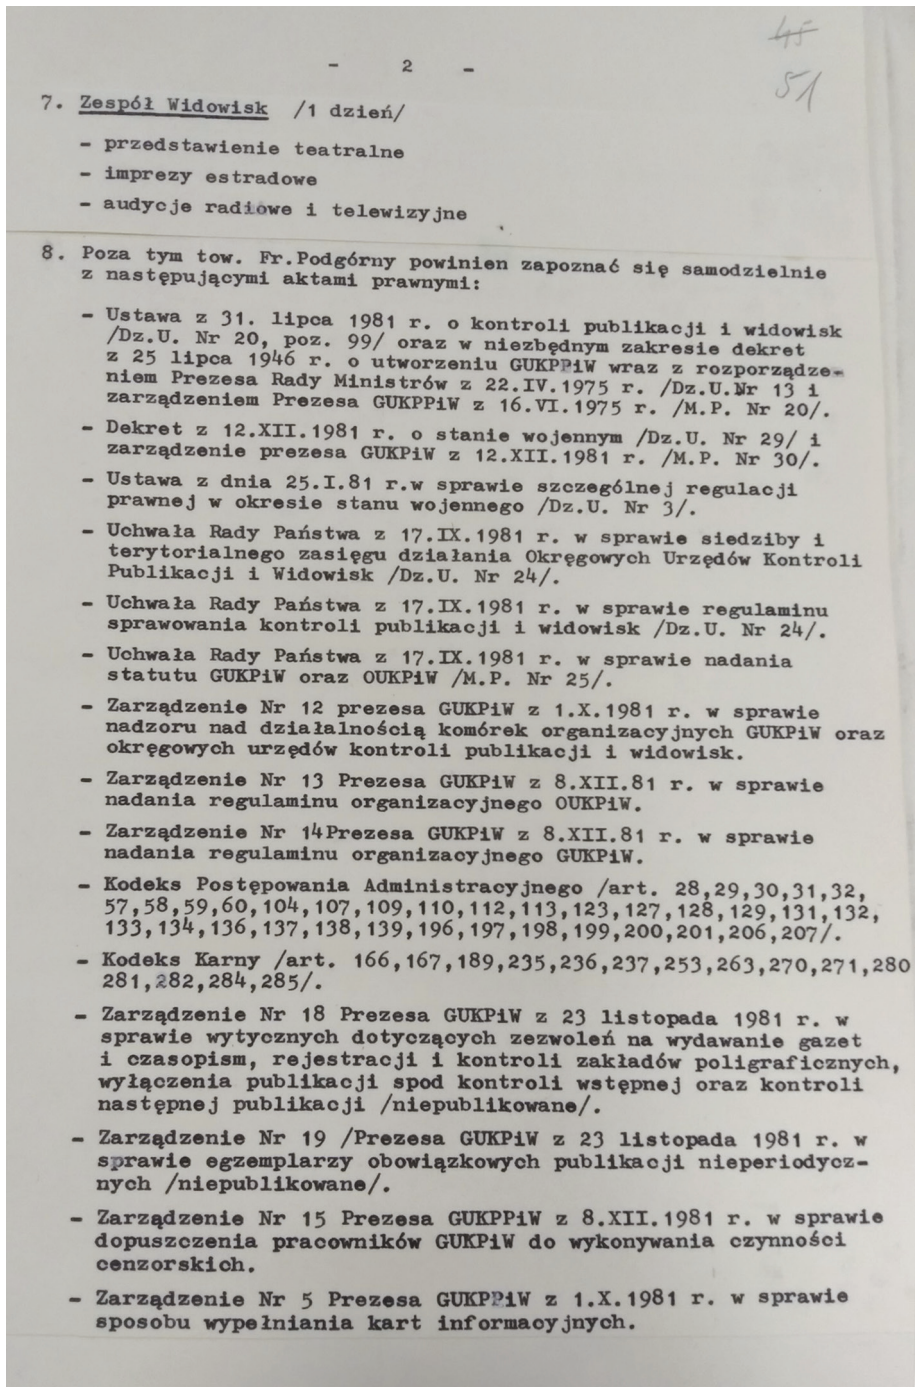 45
- 2 -
51
7. Zespół Widowisk /1 dzień/
- przedstawienie teatralne
- imprezy estradowe
- audycje radiowe i telewizyjne
8. Poza tym tow. Fr.Podgórny powinien zapoznać się samodzielnie
z następującymi aktami prawnymi:
- Ustawa z 31. lipca 1981 r. o kontroli publikacji i widowisk
/Dz.U. Nr 20, poz. 99/ oraz w niezbędnym zakresie dekret
z 25 lipca 1946 r. o utworzeniu GUKPPiW wraz z rozporządze-
niem Prezesa Rady Ministrów z 22.IV.1975 r. /Dz.U.Nr 13 i
zarządzeniem Prezesa GUKPPiW z 16.VI.1975 r. /M.P. Nr 20/.
- Dekret z 12.XII.1981 r. o stanie wojennym /Dz.U. Nr 29/ i
zarządzenie prezesa GUKPiW z 12.XII.1981 r. /M.P. Nr 30/.
- Ustawa z dnia 25.I.81 r.w sprawie szczególnej regulacji
prawnej w okresie stanu wojennego /Dz.U. Nr 3/.
- Uchwała Rady Państwa z 17.IX.1981 r. w sprawie siedziby i
terytorialnego zasięgu działania Okręgowych Urzędów Kontroli
Publikacji i Widowisk /Dz.U. Nr 24/.
- Uchwała Rady Państwa z 17.IX.1981 r. w sprawie regulaminu
sprawowania kontroli publikacji i widowisk /Dz.U. Nr 24/.
- Uchwała Rady Państwa z 17.IX.1981 r. w sprawie nadania
statutu GUKPiW oraz OUKPiW /M.P. Nr 25/.
- Zarządzenie Nr 12 prezesa GUKPiW z 1.X.1981 r. w sprawie
nadzoru nad działalnością komórek organizacyjnych GUKPiW oraz
okręgowych urzędów kontroli publikacji i widowisk.
- Zarządzenie Nr 13 Prezesa GUKPiW z 8.XII.81 r. w sprawie
nadania regulaminu organizacyjnego OUKPiW.
- Zarządzenie Nr 14Prezesa GUKPiW z 8.XII.81 r. w sprawie
nadania regulaminu organizacyjnego GUKPiW.
- Kodeks Postępowania Administracyjnego /art. 28,29,30,31,32,
57,58,59,60,104,107,109,110,112,113,123,127,128,129,131,132,
133,134,136,137,138,139,196,197,198,199,200,201,206,207/.
- Kodeks Karny /art. 166,167,189,235,236,237,253,263,270,271,280
281,282,284,285/.
- Zarządzenie Nr 18 Prezesa GUKPiW z 23 listopada 1981 r. w
sprawie wytycznych dotyczących zezwoleń na wydawanie gazet
i czasopism, rejestracji i kontroli zakładów poligraficznych,
wyłączenia publikacji spod kontroli wstępnej oraz kontroli
następnej publikacji /niepublikowane/.
- Zarządzenie Nr 19 /Prezesa GUKPiW z 23 listopada 1981 r. w
sprawie egzemplarzy obowiązkowych publikacji nieperiodycz-
nych /niepublikowane/.
- Zarządzenie Nr 15 Prezesa GUKPPiW z 8.XII.1981 r. w sprawie
dopuszczenia pracowników GUKPiW do wykonywania czynności
cenzorskich.
- Zarządzenie Nr 5 Prezesa GUKPPiW z 1.X.1981 r. w sprawie
sposobu wypełniania kart informacyjnych.